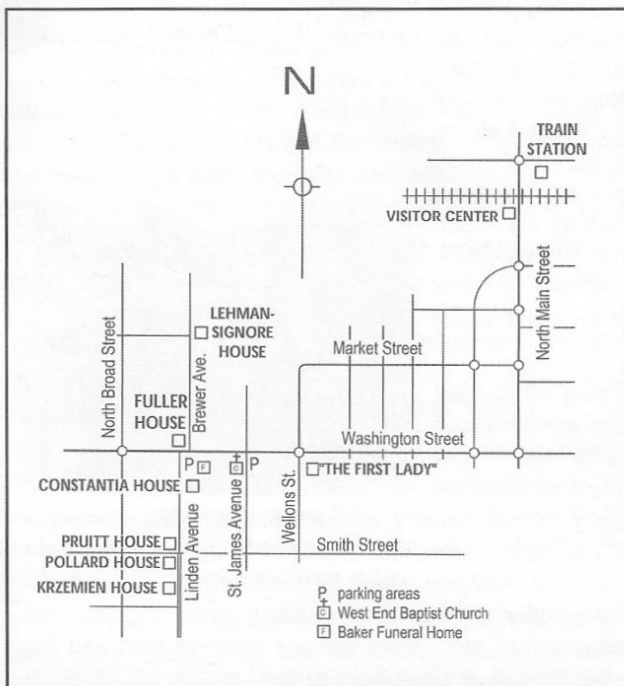 N
TRAIN
STATION
VISITOR CENTER
North Main Street
North Broad Street
Brewer Ave.
LEHMAN-
SIGNORE
HOUSE
Market Street
FULLER
HOUSE
Washington Street
P F C P
"THE FIRST LADY"
CONSTANTIA HOUSE
Linden Avenue
St. James Avenue
Wellons St.
PRUITT HOUSE
Smith Street
POLLARD HOUSE
KRZEMIEN HOUSE
P parking areas
C West End Baptist Church
F Baker Funeral Home